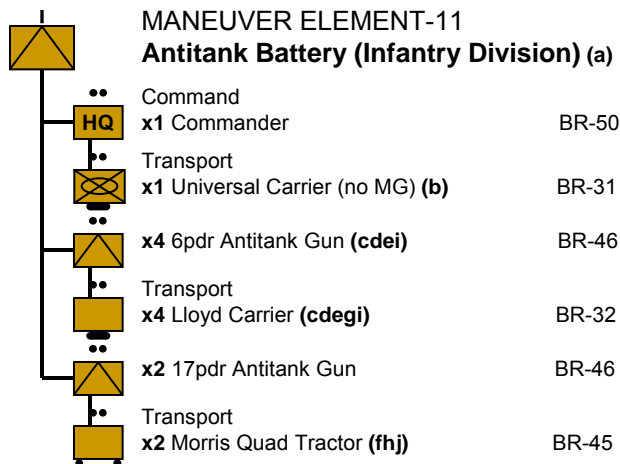 MANEUVER ELEMENT-11
Antitank Battery (Infantry Division) (a)
Command
HQ x1 Commander BR-50
Transport
x1 Universal Carrier (no MG) (b) BR-31
x4 6pdr Antitank Gun (cdei) BR-46
Transport
x4 Lloyd Carrier (cdegi) BR-32
x2 17pdr Antitank Gun BR-46
Transport
x2 Morris Quad Tractor (fhj) BR-45